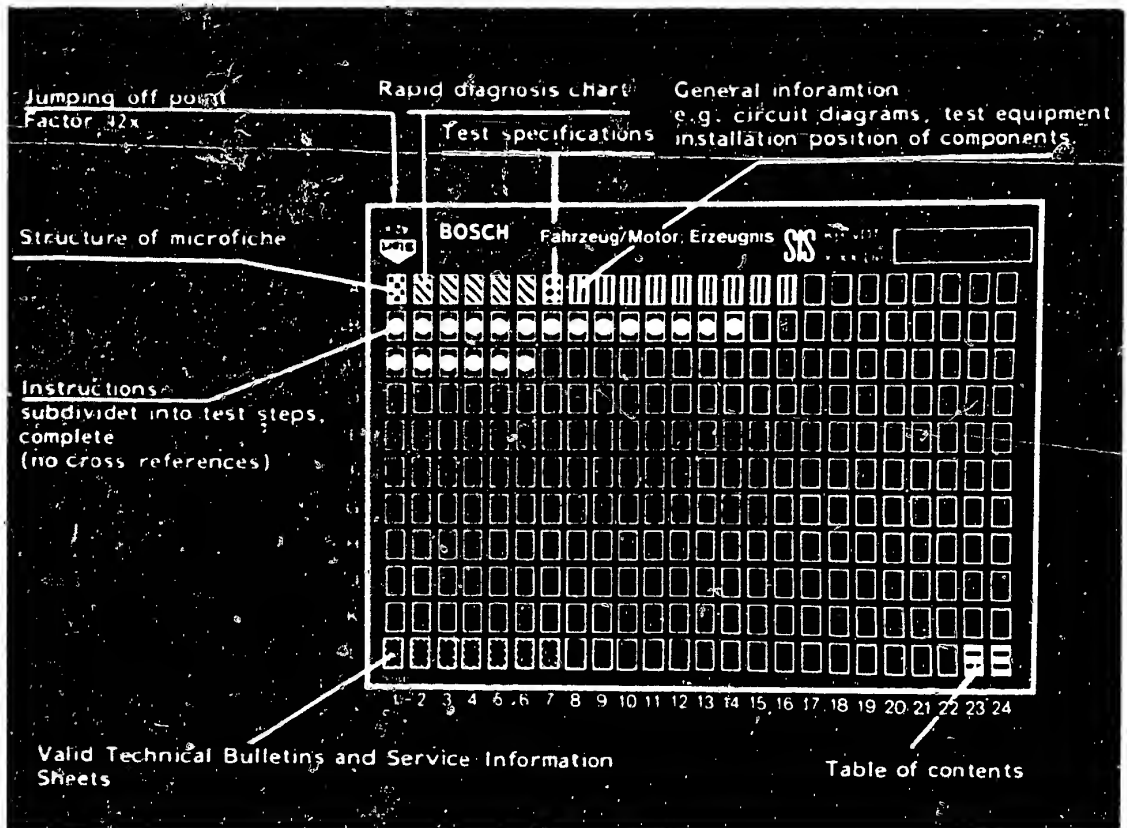 Jumping off point
Factor 42x
Rapid diagnosis chart
Test specifications
General inforamtion
e.g. circuit diagrams, test equipment
installation position of components
Structure of microfiche
BOSCH Fahrzeug/Motor: Erzeugnis SIS
Instructions
subdividet into test steps,
complete
(no cross references)
1 2 3 4 5 6 7 8 9 10 11 12 13 14 15 16 17 18 19 20 21 22 23 24
Valid Technical Bulletins and Service Information
Sheets
Table of contents